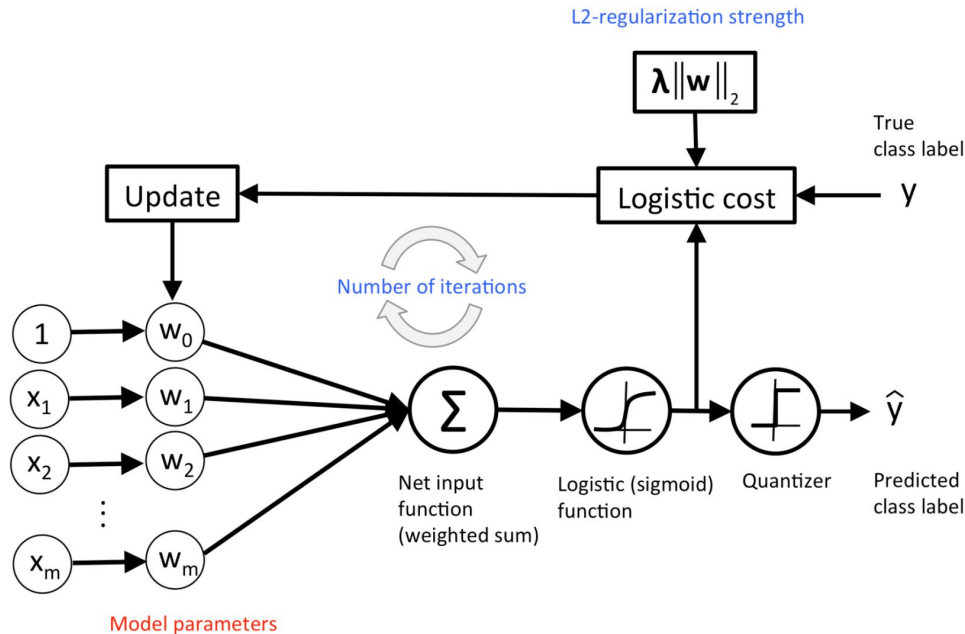 L2-regularization strength
λ‖w‖₂
True
class label
Update
Logistic cost
y
Number of iterations
1
w₀
x₁
w₁
x₂
w₂
⋮
xₘ
wₘ
Σ
ŷ
Net input
function
(weighted sum)
Logistic (sigmoid)
function
Quantizer
Predicted
class label
Model parameters